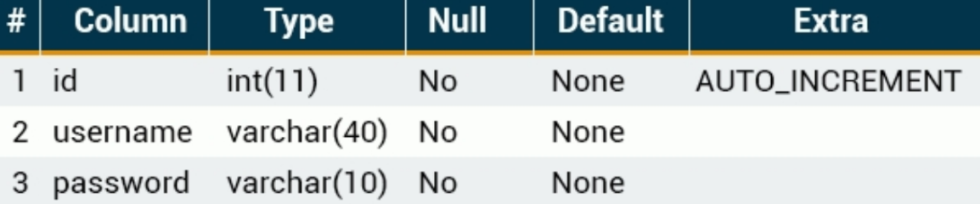 # Column Type Null Default Extra
1 id int(11) No None AUTO_INCREMENT
2 username varchar(40) No None
3 password varchar(10) No None